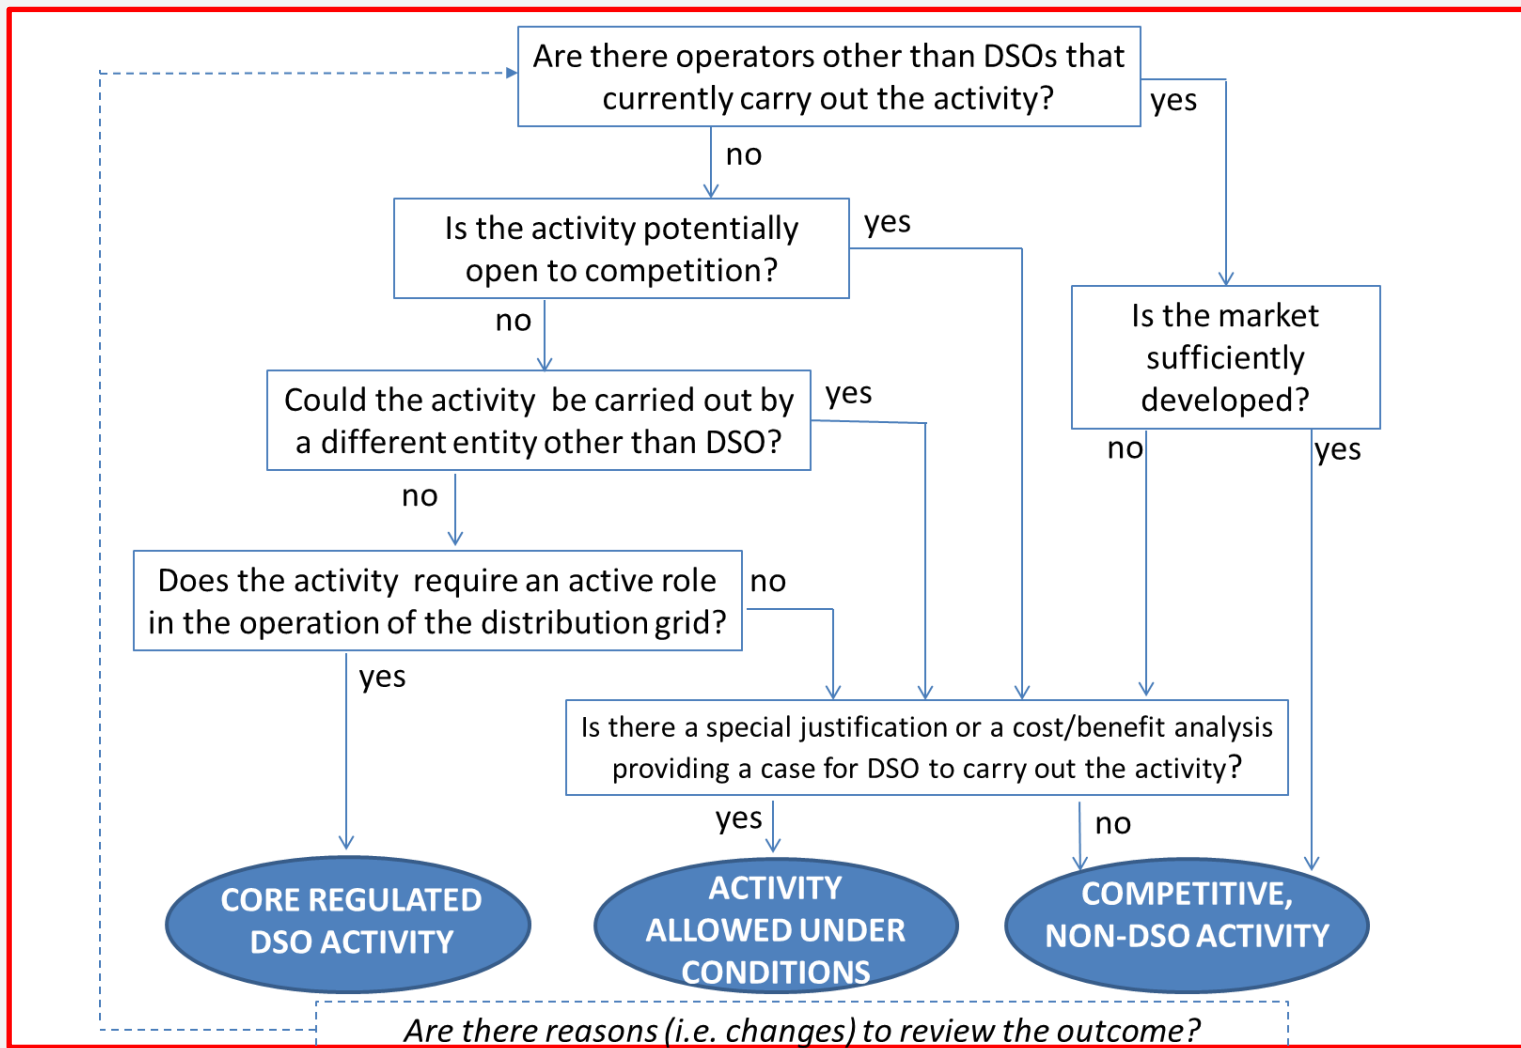 Are there operators other than DSOs that
currently carry out the activity?
yes
no
Is the activity potentially
open to competition?
yes
no
Is the market
sufficiently
developed?
no
yes
Could the activity be carried out by
a different entity other than DSO?
yes
no
Does the activity require an active role
in the operation of the distribution grid?
no
yes
Is there a special justification or a cost/benefit analysis
providing a case for DSO to carry out the activity?
yes
no
CORE REGULATED
DSO ACTIVITY
ACTIVITY
ALLOWED UNDER
CONDITIONS
COMPETITIVE,
NON-DSO ACTIVITY
Are there reasons (i.e. changes) to review the outcome?